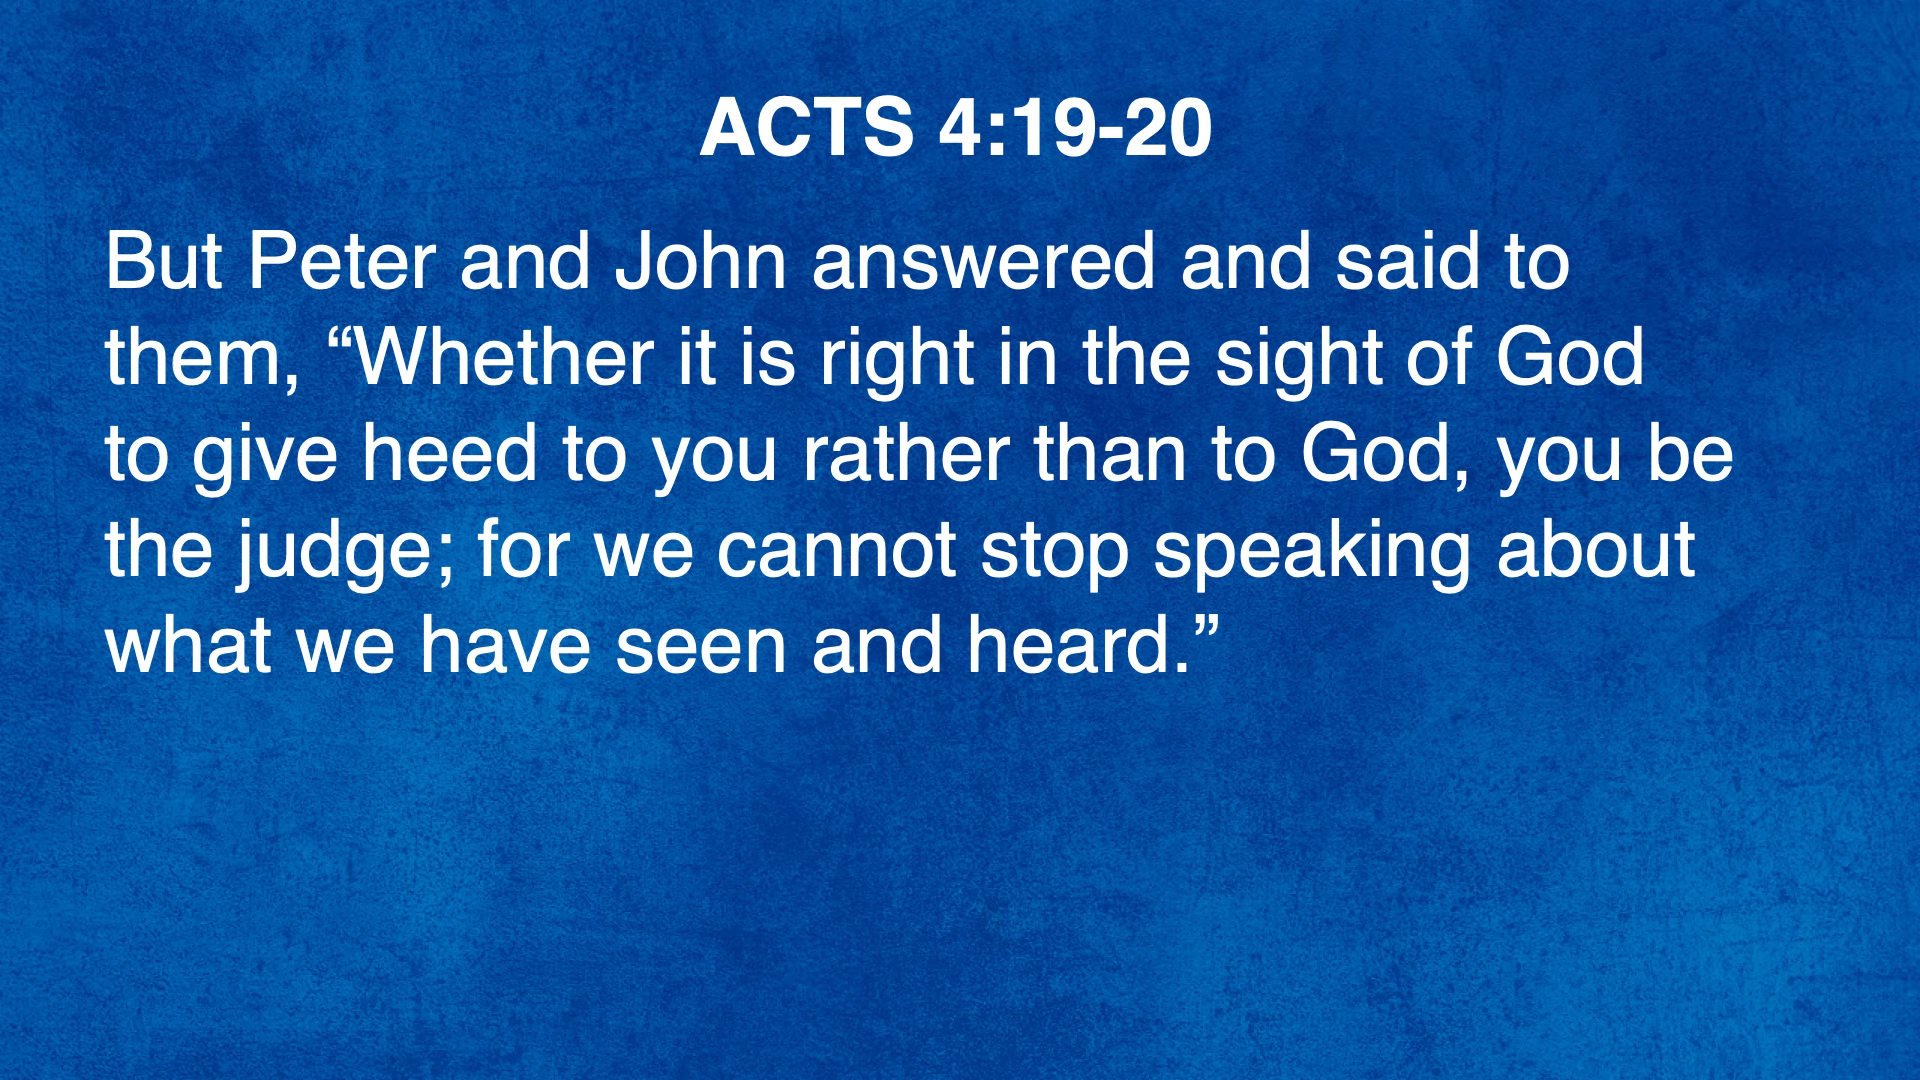 ACTS 4:19-20
But Peter and John answered and said to
them, “Whether it is right in the sight of God
to give heed to you rather than to God, you be
the judge; for we cannot stop speaking about
what we have seen and heard.”